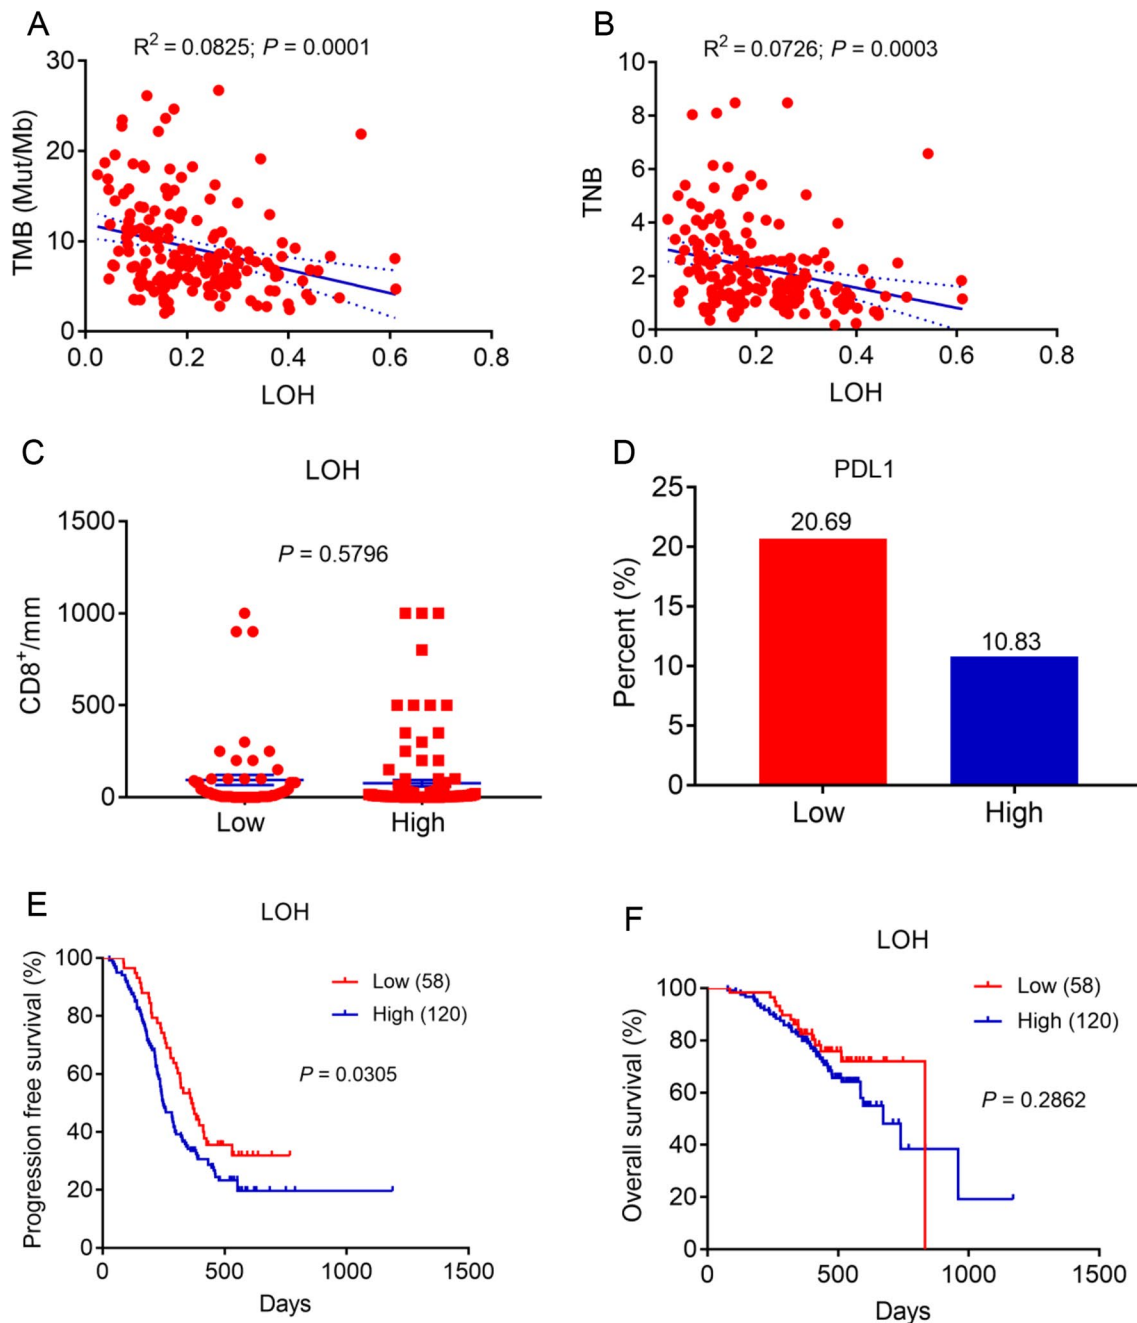 A
R² = 0.0825; P = 0.0001
TMB (Mut/Mb)
30
20
10
0
0.0 0.2 0.4 0.6 0.8
LOH
B
R² = 0.0726; P = 0.0003
TNB
10
8
6
4
2
0
0.0 0.2 0.4 0.6 0.8
LOH
C
LOH
P = 0.5796
CD8⁺/mm
1500
1000
500
0
Low High
D
PDL1
Percent (%)
25
20
15
10
5
0
20.69
10.83
Low High
E
LOH
Progression free survival (%)
100
80
60
40
20
0
Low (58)
High (120)
P = 0.0305
0 500 1000 1500
Days
F
LOH
Overall survival (%)
100
80
60
40
20
0
Low (58)
High (120)
P = 0.2862
0 500 1000 1500
Days